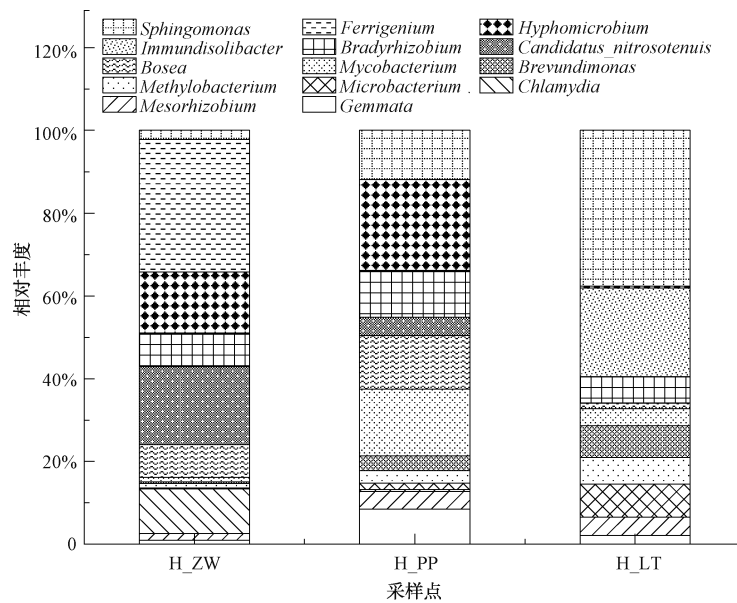 Sphingomonas Ferrigenium Hyphomicrobium
Immundisolibacter Bradyrhizobium Candidatus_nitrosotenuis
Bosea Mycobacterium Brevundimonas
Methylobacterium Microbacterium . Chlamydia
Mesorhizobium Gemmata
120%
100%
80%
60%
40%
20%
0
相对丰度
H_ZW H_PP H_LT
采样点